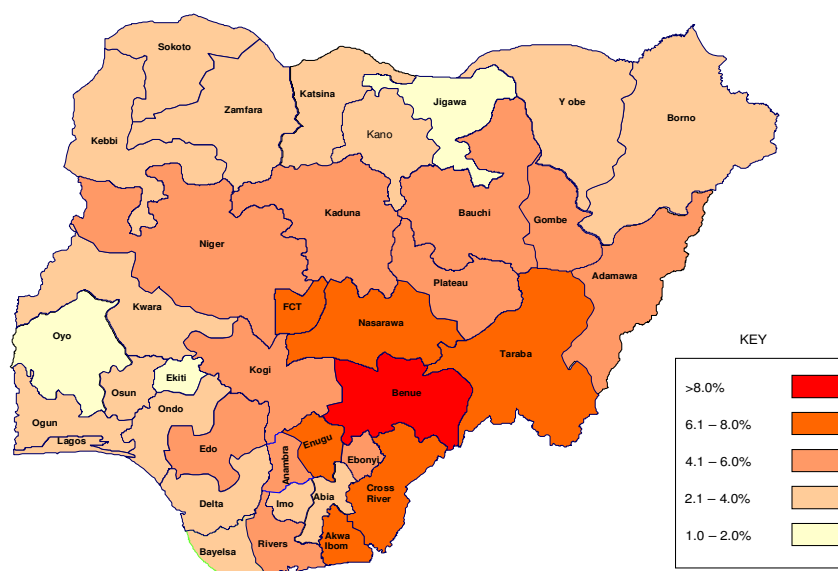 Sokoto
Katsina
Jigawa
Y obe
Borno
Zamfara
Kano
Kebbi
Kaduna
Bauchi
Gombe
Niger
Adamawa
Plateau
FCT
Kwara
Nasarawa
Oyo
Taraba
Kogi
Ekiti
Osun
Benue
Ondo
Ogun
Lagos
Edo
Enugu
Anambra
Ebonyi
Cross
River
Delta
Imo
Abia
Akwa
Ibom
Rivers
Bayelsa
KEY
>8.0%
6.1 – 8.0%
4.1 – 6.0%
2.1 – 4.0%
1.0 – 2.0%